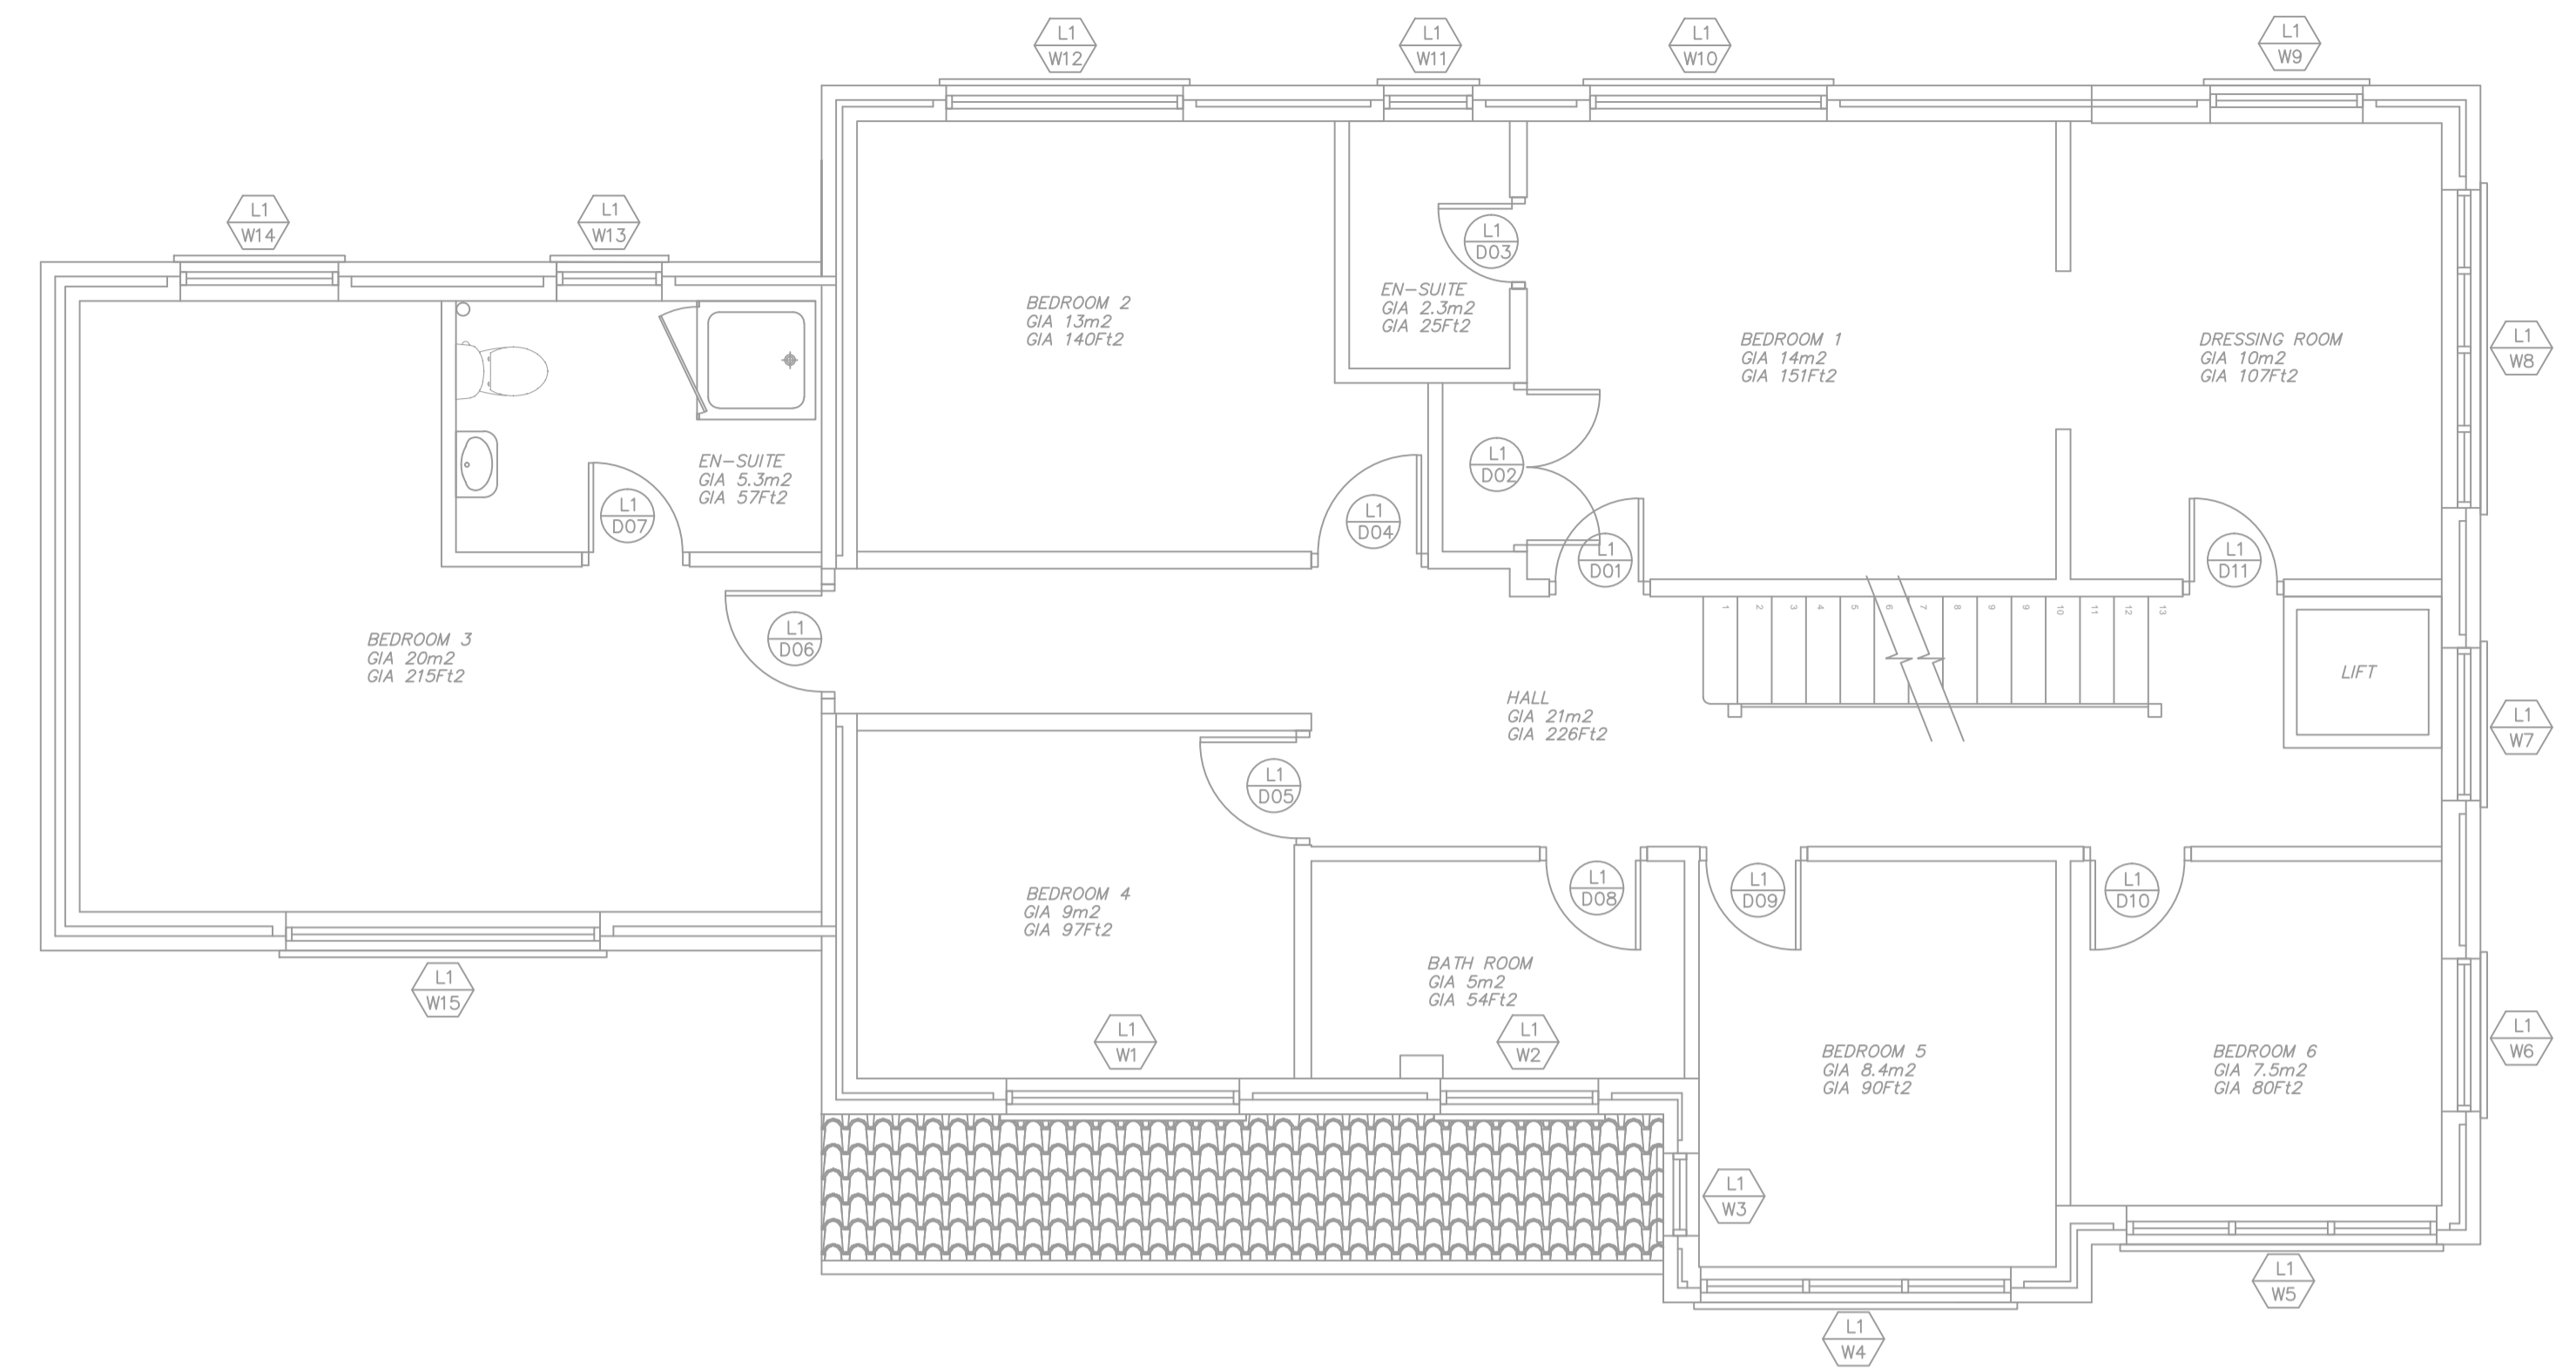 L1
W12
L1
W11
L1
W10
L1
W9
L1
W14
L1
W13
L1
D03
BEDROOM 2
GIA 13m2
GIA 140Ft2
EN-SUITE
GIA 2.3m2
GIA 25Ft2
BEDROOM 1
GIA 14m2
GIA 151Ft2
DRESSING ROOM
GIA 10m2
GIA 107Ft2
L1
W8
EN-SUITE
GIA 5.3m2
GIA 57Ft2
L1
D07
L1
D04
L1
D02
L1
D01
L1
D11
BEDROOM 3
GIA 20m2
GIA 215Ft2
L1
D06
1 2 3 4 5 6 7 8 9 9 10 11 12 13
LIFT
HALL
GIA 21m2
GIA 226Ft2
L1
W7
L1
D05
L1
D08
L1
D09
L1
D10
BEDROOM 4
GIA 9m2
GIA 97Ft2
BATH ROOM
GIA 5m2
GIA 54Ft2
L1
W15
L1
W1
L1
W2
BEDROOM 5
GIA 8.4m2
GIA 90Ft2
BEDROOM 6
GIA 7.5m2
GIA 80Ft2
L1
W6
L1
W3
L1
W5
L1
W4